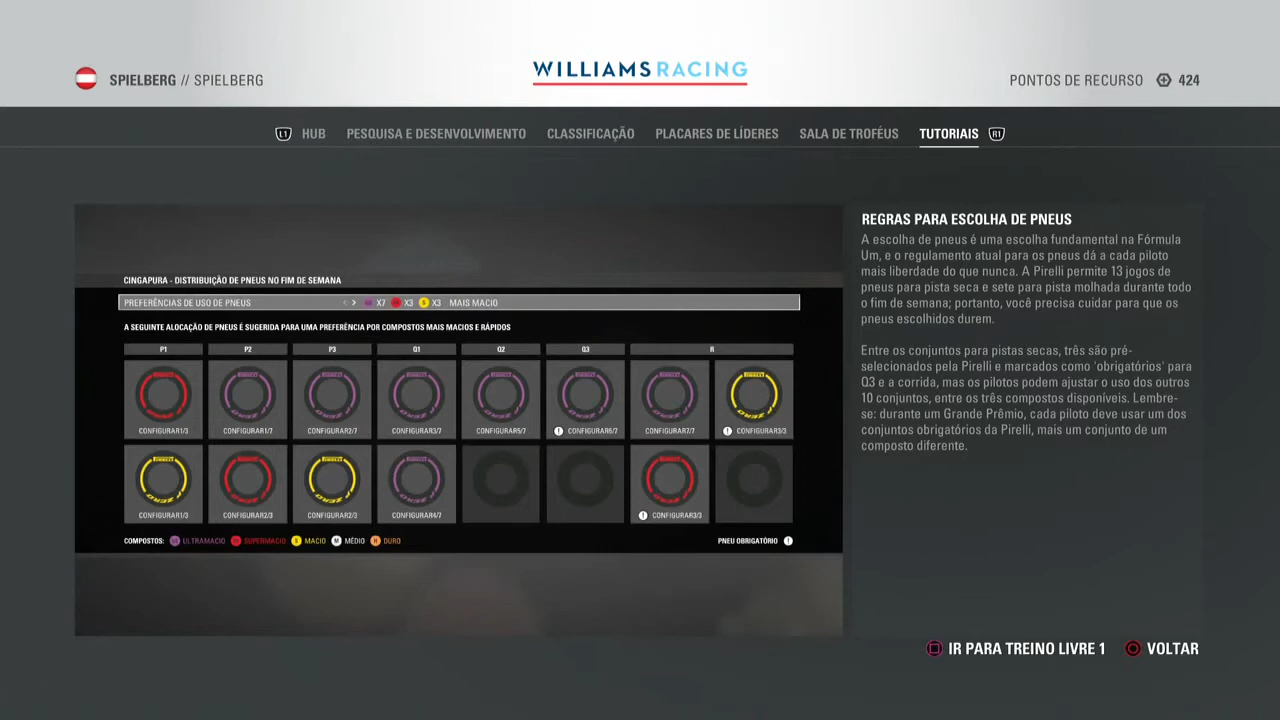 SPIELBERG // SPIELBERG
WILLIAMS RACING
PONTOS DE RECURSO 424
L1 HUB PESQUISA E DESENVOLVIMENTO CLASSIFICAÇÃO PLACARES DE LÍDERES SALA DE TROFÉUS TUTORIAIS R1
CINGAPURA - DISTRIBUIÇÃO DE PNEUS NO FIM DE SEMANA
PREFERÊNCIAS DE USO DE PNEUS < > X7 X3 S X3 MAIS MACIO
A SEGUINTE ALOCAÇÃO DE PNEUS É SUGERIDA PARA UMA PREFERÊNCIA POR COMPOSTOS MAIS MACIOS E RÁPIDOS
P1 P2 P3 Q1 Q2 Q3 R
CONFIGURAR1/3 CONFIGURAR1/7 CONFIGURAR2/7 CONFIGURAR3/7 CONFIGURAR5/7 ! CONFIGURAR6/7 CONFIGURAR7/7 ! CONFIGURAR3/3
CONFIGURAR1/3 CONFIGURAR2/3 CONFIGURAR2/3 CONFIGURAR4/7 ! CONFIGURAR3/3
COMPOSTOS: US ULTRAMACIO SS SUPERMACIO S MACIO M MÉDIO H DURO PNEU OBRIGATÓRIO !
REGRAS PARA ESCOLHA DE PNEUS
A escolha de pneus é uma escolha fundamental na Fórmula
Um, e o regulamento atual para os pneus dá a cada piloto
mais liberdade do que nunca. A Pirelli permite 13 jogos de
pneus para pista seca e sete para pista molhada durante todo
o fim de semana; portanto, você precisa cuidar para que os
pneus escolhidos durem.
Entre os conjuntos para pistas secas, três são pré-
selecionados pela Pirelli e marcados como 'obrigatórios' para
Q3 e a corrida, mas os pilotos podem ajustar o uso dos outros
10 conjuntos, entre os três compostos disponíveis. Lembre-
se: durante um Grande Prêmio, cada piloto deve usar um dos
conjuntos obrigatórios da Pirelli, mais um conjunto de um
composto diferente.
IR PARA TREINO LIVRE 1 VOLTAR